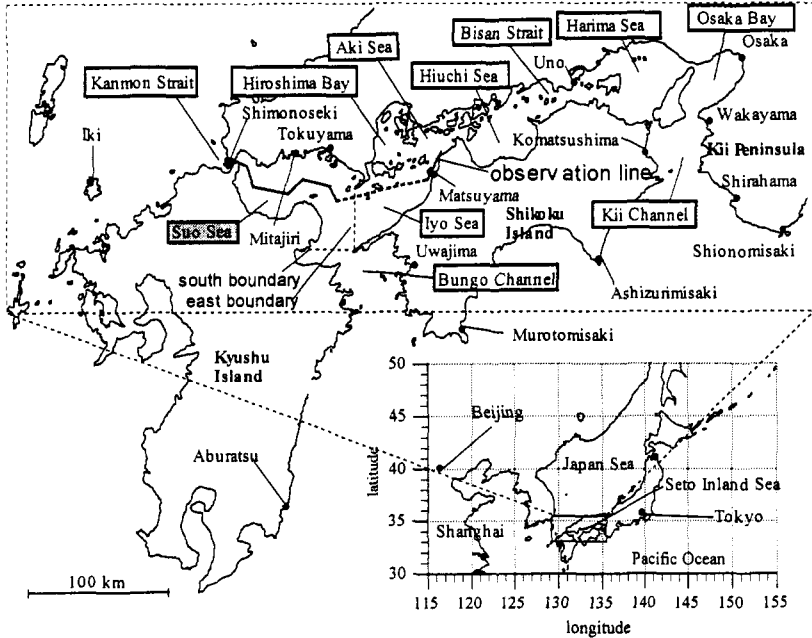 Osaka Bay
Harima Sea
Bisan Strait
Aki Sea
Uno
Osaka
Kanmon Strait
Hiroshima Bay
Hiuchi Sea
Shimonoseki
Tokuyama
Wakayama
Iki
Komatsushima
Kii Peninsula
observation line
Matsuyama
Shirahama
Suo Sea
Mitajiri
Iyo Sea
Shikoku
Island
Kii Channel
Uwajima
Shionomisaki
south boundary
east boundary
Bungo Channel
Ashizurimisaki
Murotomisaki
Kyushu
Island
Aburatsu
100 km
50
45
40
35
30
latitude
Beijing
Japan Sea
Seto Inland Sea
Shanghai
Tokyo
Pacific Ocean
115 120 125 130 135 140 145 150 155
longitude